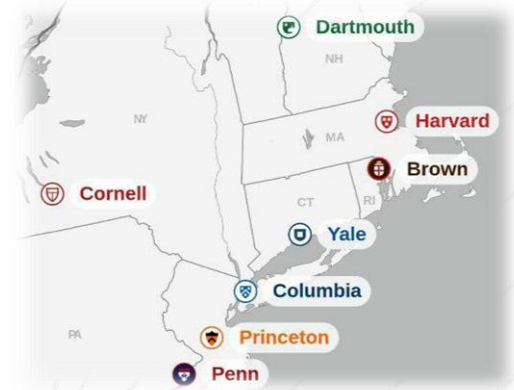 Dartmouth
NH
Harvard
NY
MA
Brown
Cornell
CT
RI
Yale
Columbia
PA
Princeton
Penn